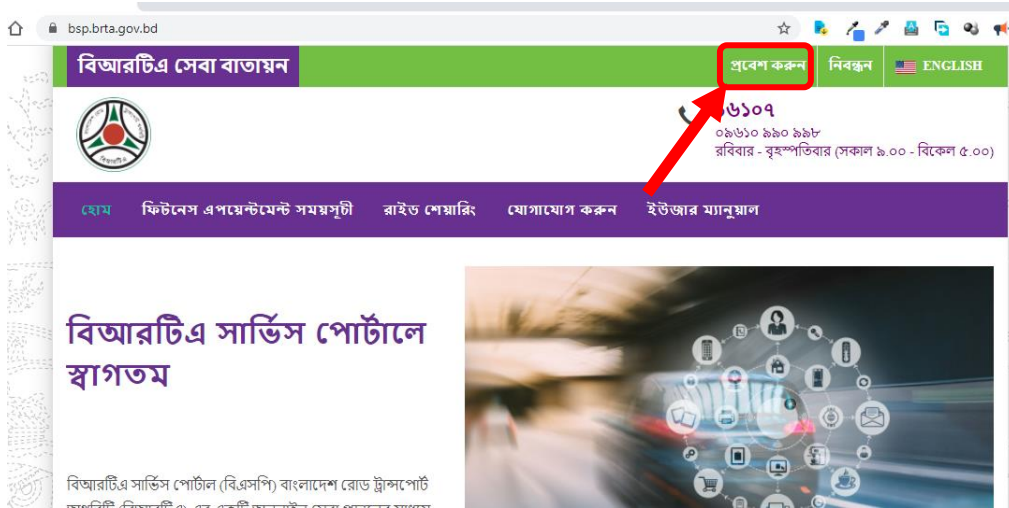 bsp.brta.gov.bd
বিআরটিএ সেবা বাতায়ন
প্রবেশ করুন নিবন্ধন ENGLISH
১৬১০৭
০৯৬১০ ৯৯০ ৯৯৮
রবিবার - বৃহস্পতিবার (সকাল ৯.০০ - বিকেল ৫.০০)
হোম ফিটনেস এপয়েন্টমেন্ট সময়সূচী রাইড শেয়ারিং যোগাযোগ করুন ইউজার ম্যানুয়াল
বিআরটিএ সার্ভিস পোর্টালে
স্বাগতম
বিআরটিএ সার্ভিস পোর্টাল (বিএসপি) বাংলাদেশ রোড ট্রান্সপোর্ট